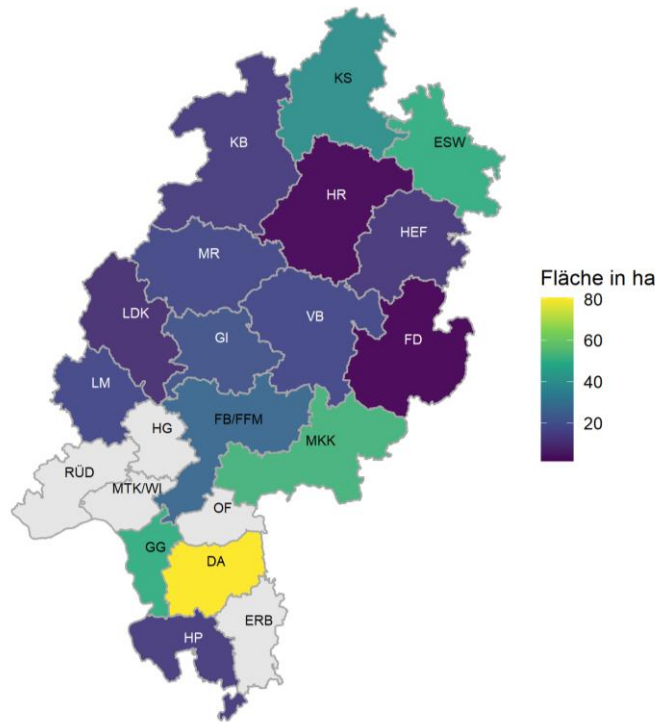 KS
KB
ESW
HR
HEF
MR
Fläche in ha
80
60
40
20
LDK
GI
VB
FD
LM
HG
FB/FFM
MKK
RÜD
MTK/WI
OF
GG
DA
ERB
HP